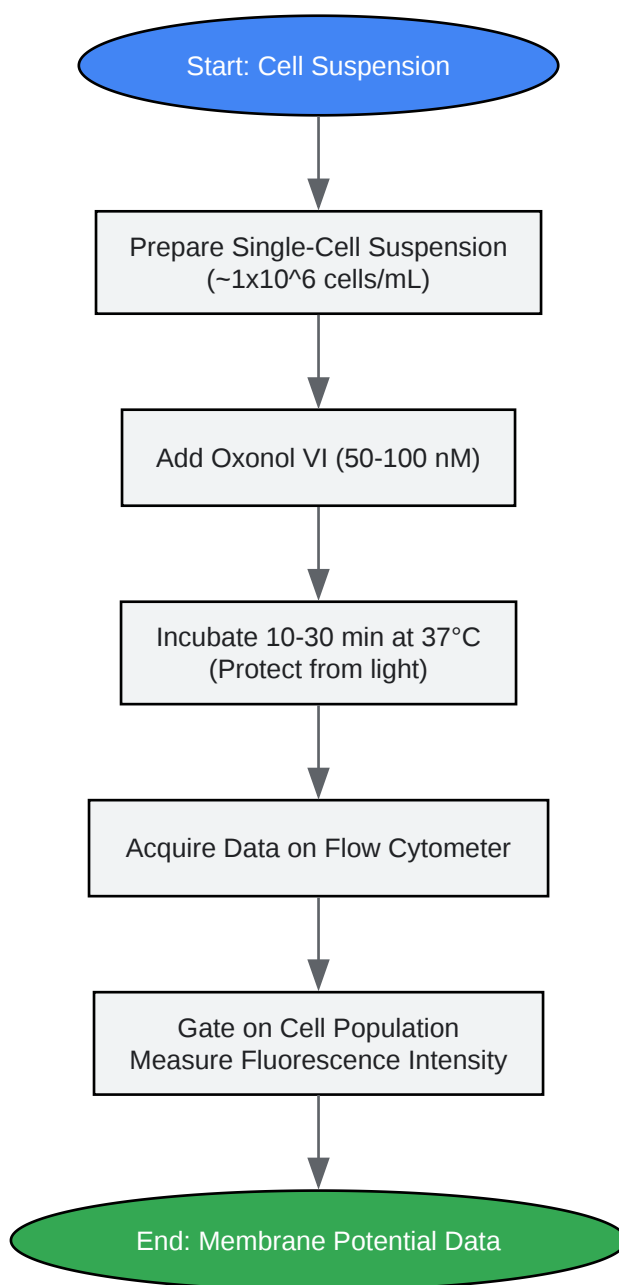 Start: Cell Suspension
Prepare Single-Cell Suspension
(~1x10^6 cells/mL)
Add Oxonol VI (50-100 nM)
Incubate 10-30 min at 37°C
(Protect from light)
Acquire Data on Flow Cytometer
Gate on Cell Population
Measure Fluorescence Intensity
End: Membrane Potential Data